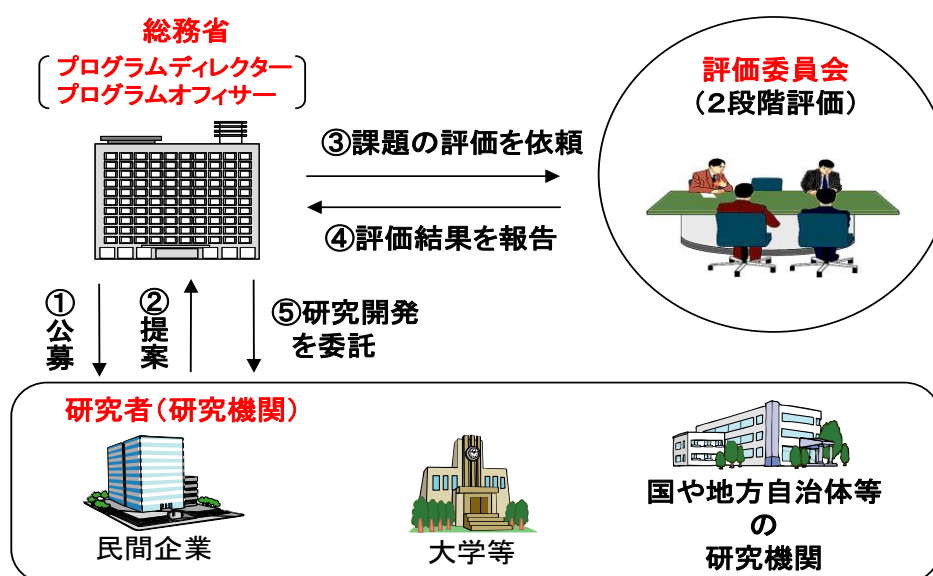 総務省
プログラムディレクター
プログラムオフィサー
評価委員会
（２段階評価）
③課題の評価を依頼
④評価結果を報告
①公募
②提案
⑤研究開発
を委託
研究者（研究機関）
民間企業
大学等
国や地方自治体等
の
研究機関